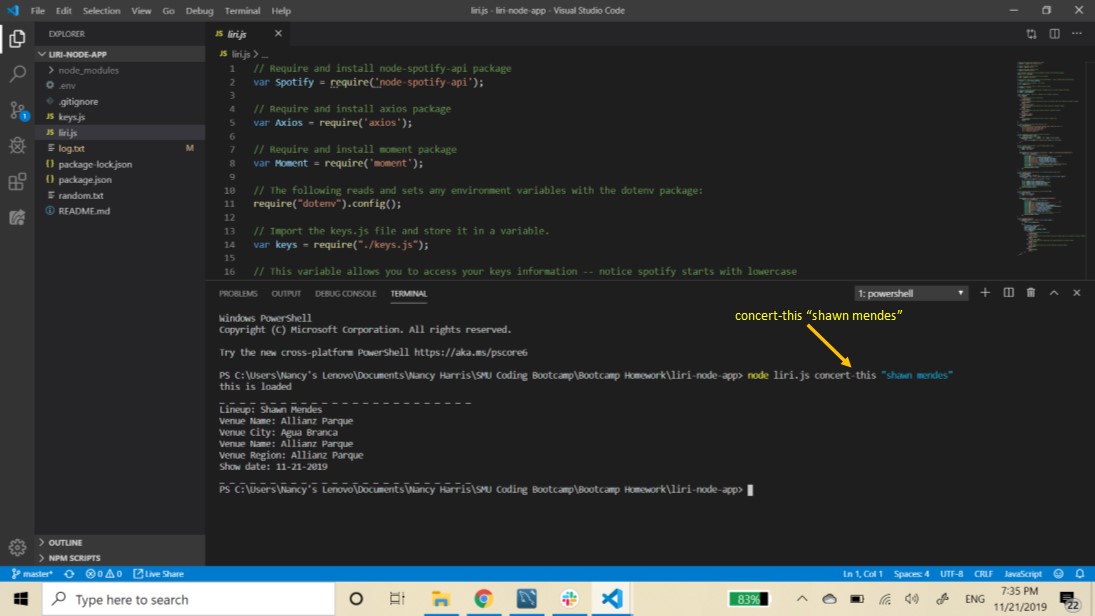 File Edit Selection View Go Debug Terminal Help
liri.js - liri-node-app - Visual Studio Code
EXPLORER
LIRI-NODE-APP
node_modules
.env
.gitignore
JS keys.js
JS liri.js
log.txt M
{} package-lock.json
{} package.json
random.txt
README.md
OUTLINE
NPM SCRIPTS
JS liri.js
JS liri.js > ...
1 // Require and install node-spotify-api package
2 var Spotify = require('node-spotify-api');
3
4 // Require and install axios package
5 var Axios = require('axios');
6
7 // Require and install moment package
8 var Moment = require('moment');
9
10 // The following reads and sets any environment variables with the dotenv package:
11 require("dotenv").config();
12
13 // Import the keys.js file and store it in a variable.
14 var keys = require("./keys.js");
15
16 // This variable allows you to access your keys information -- notice spotify starts with lowercase
PROBLEMS OUTPUT DEBUG CONSOLE TERMINAL
1: powershell
concert-this “shawn mendes”
Windows PowerShell
Copyright (C) Microsoft Corporation. All rights reserved.
Try the new cross-platform PowerShell https://aka.ms/pscore6
PS C:\Users\Nancy's Lenovo\Documents\Nancy Harris\SMU Coding Bootcamp\Bootcamp Homework\liri-node-app> node liri.js concert-this "shawn mendes"
this is loaded
_ _ _ _ _ _ _ _ _ _ _ _ _ _ _ _ _ _ _ _ _ _ _ _ _
Lineup: Shawn Mendes
Venue Name: Allianz Parque
Venue City: Agua Branca
Venue Name: Allianz Parque
Venue Region: Allianz Parque
Show date: 11-21-2019
_ _ _ _ _ _ _ _ _ _ _ _ _ _ _ _ _ _ _ _ _ _ _ _ _
PS C:\Users\Nancy's Lenovo\Documents\Nancy Harris\SMU Coding Bootcamp\Bootcamp Homework\liri-node-app>
master* 0 0 Live Share
Ln 1, Col 1 Spaces: 4 UTF-8 CRLF JavaScript
Type here to search
83%
ENG
7:35 PM
11/21/2019
22